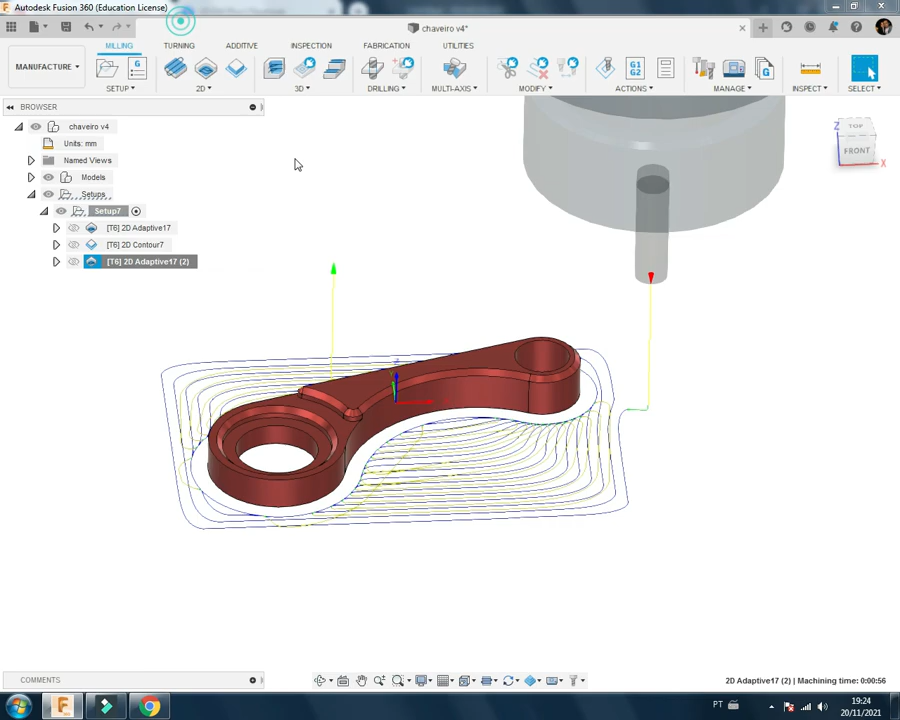 Autodesk Fusion 360 (Education License)
chaveiro v4*
MILLING TURNING ADDITIVE INSPECTION FABRICATION UTILITIES
MANUFACTURE
SETUP 2D 3D DRILLING MULTI-AXIS MODIFY ACTIONS MANAGE INSPECT SELECT
G
G1
G2
G
BROWSER
chaveiro v4
Units: mm
Named Views
Models
Setups
Setup7
[T6] 2D Adaptive17
[T6] 2D Contour7
[T6] 2D Adaptive17 (2)
TOP
Z
FRONT
X
Z
COMMENTS
2D Adaptive17 (2) | Machining time: 0:00:56
PT
19:24
20/11/2021